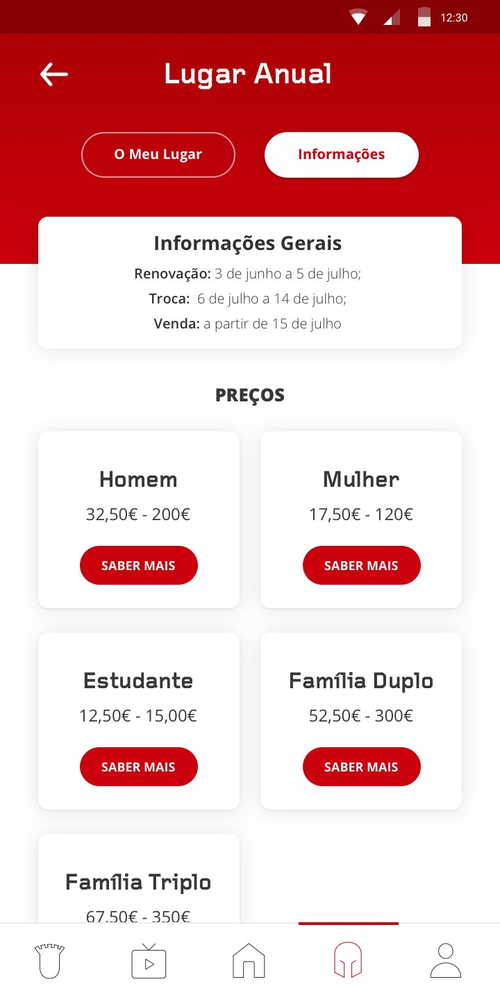 12:30
Lugar Anual
O Meu Lugar
Informações
Informações Gerais
Renovação: 3 de junho a 5 de julho;
Troca:  6 de julho a 14 de julho;
Venda: a partir de 15 de julho
PREÇOS
Homem
32,50€ - 200€
SABER MAIS
Mulher
17,50€ - 120€
SABER MAIS
Estudante
12,50€ - 15,00€
SABER MAIS
Família Duplo
52,50€ - 300€
SABER MAIS
Família Triplo
67,50€ - 350€